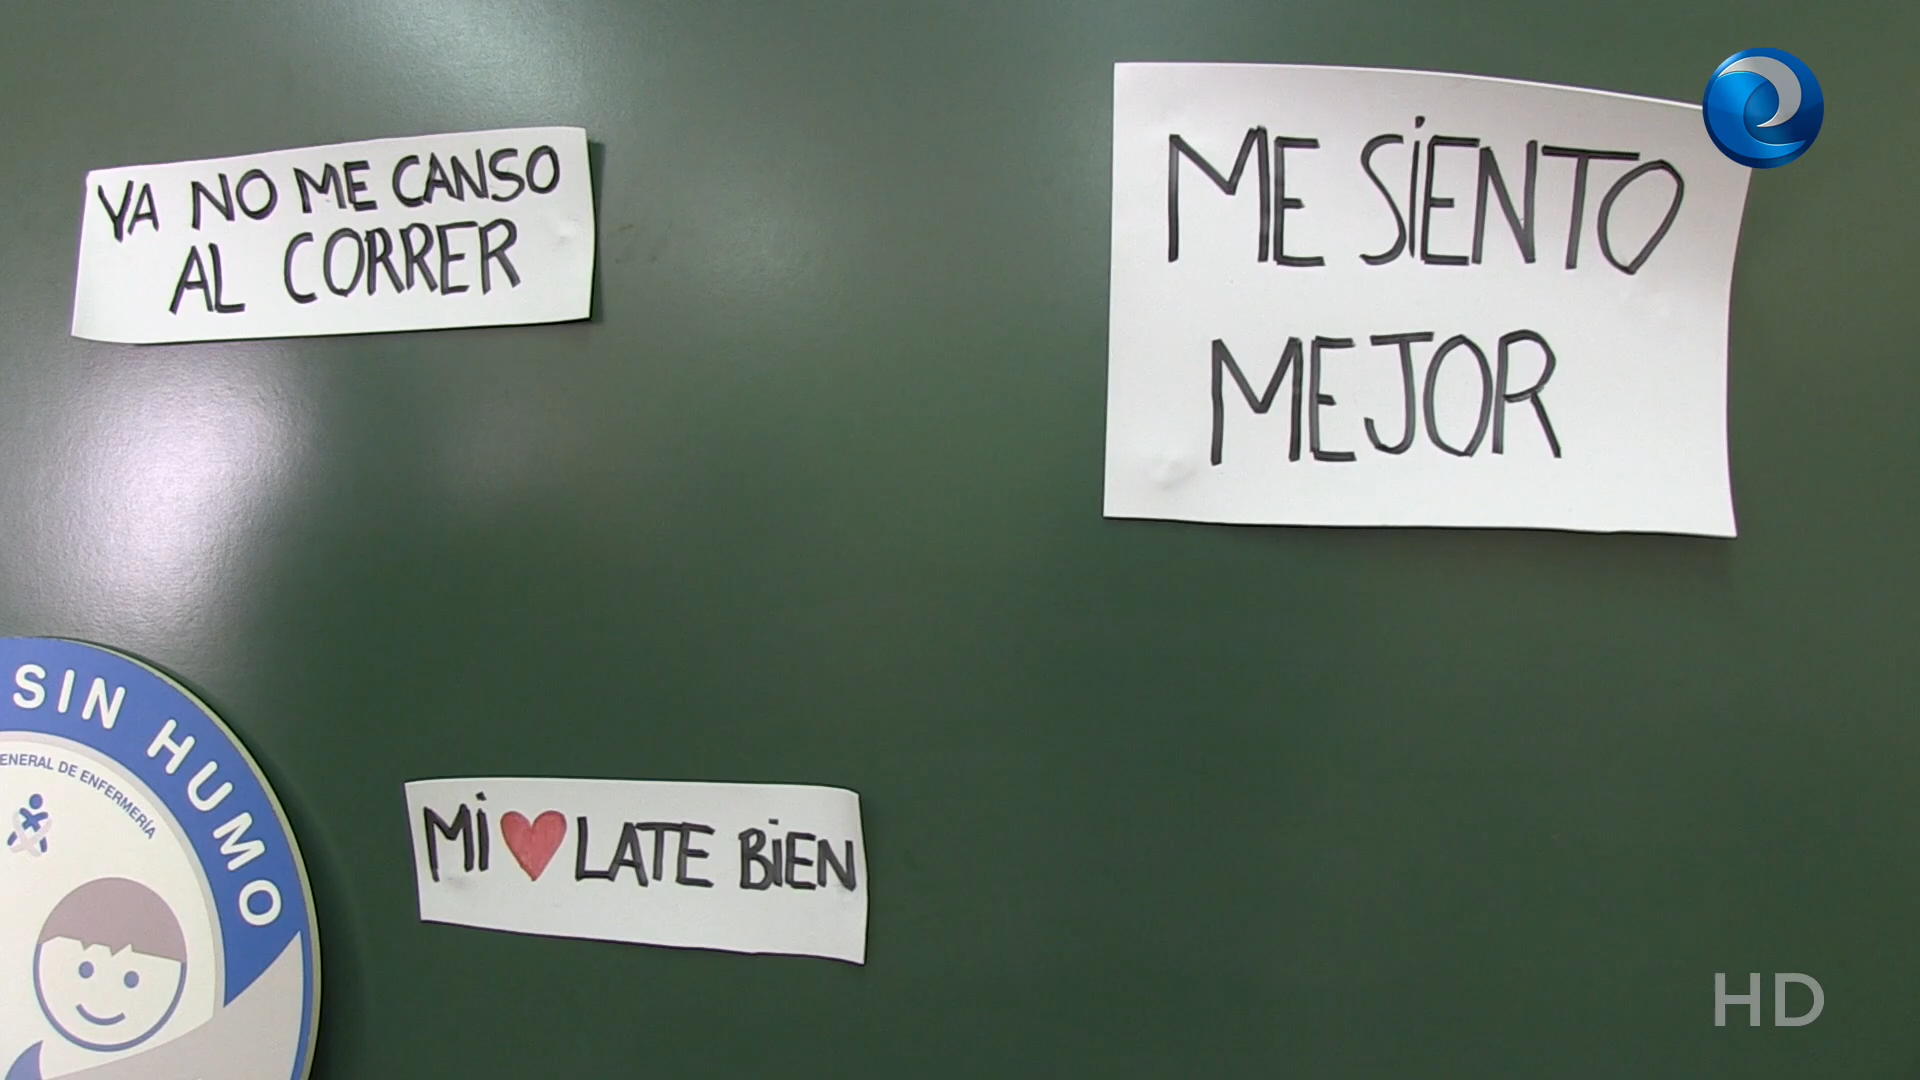 YA NO ME CANSO
AL CORRER
ME SiENTO
MEJOR
SIN HUMO
ENERAL DE ENFERMERÍA
Mi ❤ LATE BiEN
HD